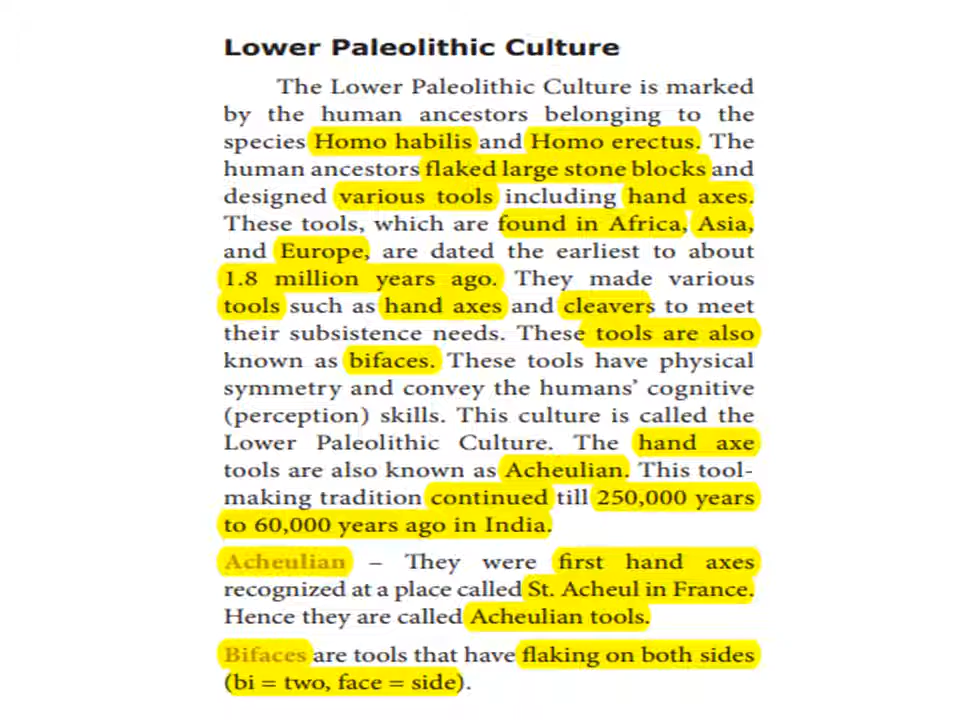 Lower Paleolithic Culture
The Lower Paleolithic Culture is marked
by the human ancestors belonging to the
species Homo habilis and Homo erectus. The
human ancestors flaked large stone blocks and
designed various tools including hand axes.
These tools, which are found in Africa, Asia,
and Europe, are dated the earliest to about
1.8 million years ago. They made various
tools such as hand axes and cleavers to meet
their subsistence needs. These tools are also
known as bifaces. These tools have physical
symmetry and convey the humans' cognitive
(perception) skills. This culture is called the
Lower Paleolithic Culture. The hand axe
tools are also known as Acheulian. This tool-
making tradition continued till 250,000 years
to 60,000 years ago in India.
Acheulian – They were first hand axes
recognized at a place called St. Acheul in France.
Hence they are called Acheulian tools.
Bifaces are tools that have flaking on both sides
(bi = two, face = side).